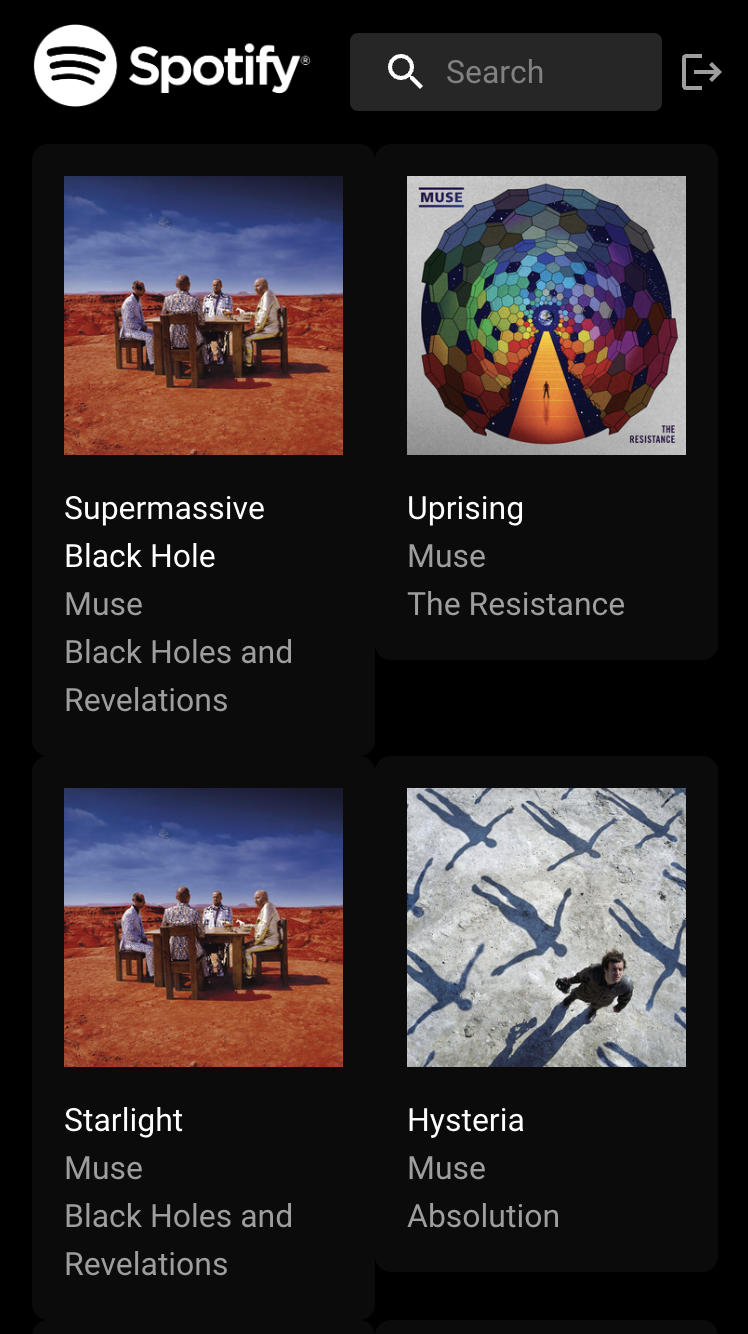 Spotify®
Search
MUSE
THE
RESISTANCE
Supermassive
Black Hole
Muse
Black Holes and
Revelations
Uprising
Muse
The Resistance
Starlight
Muse
Black Holes and
Revelations
Hysteria
Muse
Absolution